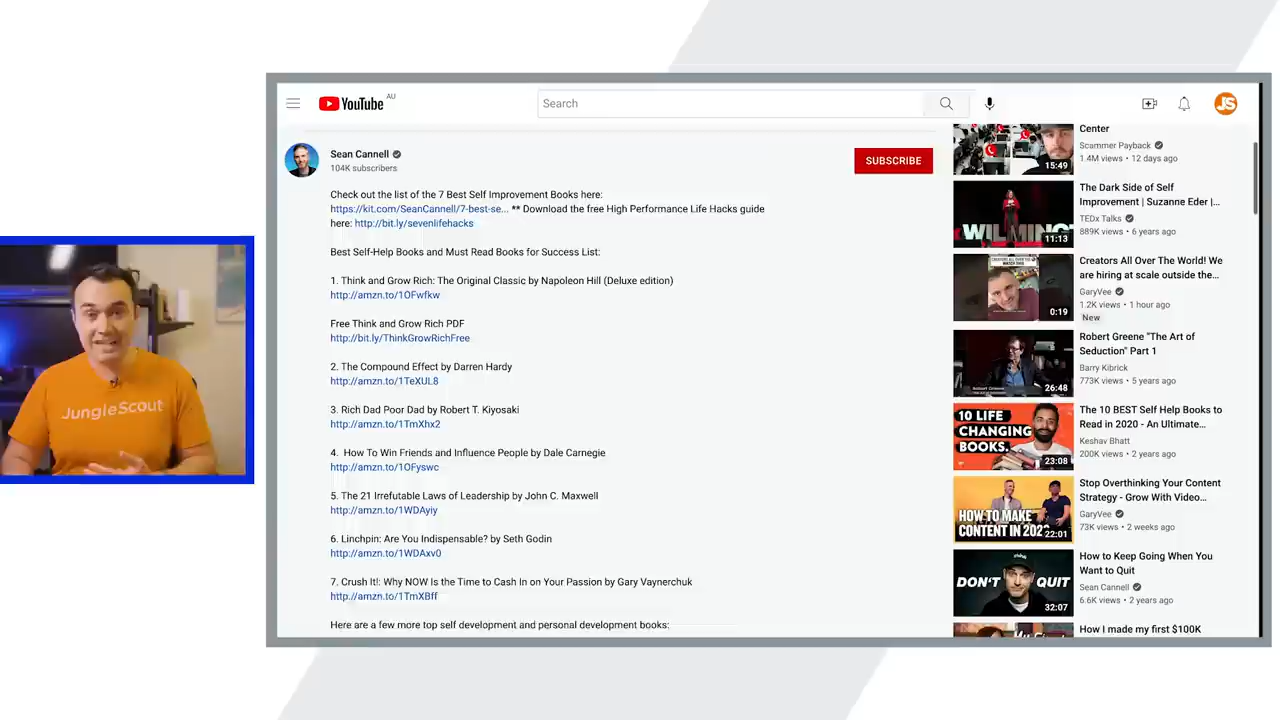 YouTube
AU
Search
JS
Sean Cannell
104K subscribers
SUBSCRIBE
Check out the list of the 7 Best Self Improvement Books here:
https://kit.com/SeanCannell/7-best-se... ** Download the free High Performance Life Hacks guide
here: http://bit.ly/sevenlifehacks
Best Self-Help Books and Must Read Books for Success List:
1. Think and Grow Rich: The Original Classic by Napoleon Hill (Deluxe edition)
http://amzn.to/1OFwfkw
Free Think and Grow Rich PDF
http://bit.ly/ThinkGrowRichFree
2. The Compound Effect by Darren Hardy
http://amzn.to/1TeXUL8
3. Rich Dad Poor Dad by Robert T. Kiyosaki
http://amzn.to/1TmXhx2
4. How To Win Friends and Influence People by Dale Carnegie
http://amzn.to/1OFyswc
5. The 21 Irrefutable Laws of Leadership by John C. Maxwell
http://amzn.to/1WDAyiy
6. Linchpin: Are You Indispensable? by Seth Godin
http://amzn.to/1WDAxv0
7. Crush It!: Why NOW Is the Time to Cash In on Your Passion by Gary Vaynerchuk
http://amzn.to/1TmXBff
Here are a few more top self development and personal development books:
Center
Scammer Payback
1.4M views • 12 days ago
15:49
The Dark Side of Self
Improvement | Suzanne Eder |...
TEDx Talks
889K views • 6 years ago
WILMING
11:13
Creators All Over The World! We
are hiring at scale outside the...
GaryVee
1.2K views • 1 hour ago
New
0:19
Robert Greene "The Art of
Seduction" Part 1
Barry Kibrick
773K views • 5 years ago
26:48
The 10 BEST Self Help Books to
Read in 2020 - An Ultimate...
Keshav Bhatt
200K views • 2 years ago
10 LIFE
CHANGING
BOOKS.
23:08
Stop Overthinking Your Content
Strategy - Grow With Video...
GaryVee
73K views • 2 weeks ago
HOW TO MAKE
CONTENT IN 202
22:01
How to Keep Going When You
Want to Quit
Sean Cannell
6.6K views • 2 years ago
DON'T QUIT
32:07
How I made my first $100K
JungleScout